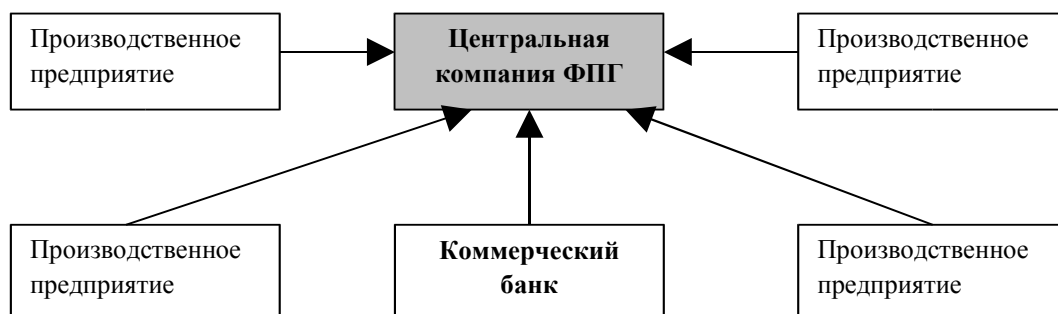 Производственное
предприятие
Центральная
компания ФПГ
Производственное
предприятие
Производственное
предприятие
Коммерческий
банк
Производственное
предприятие